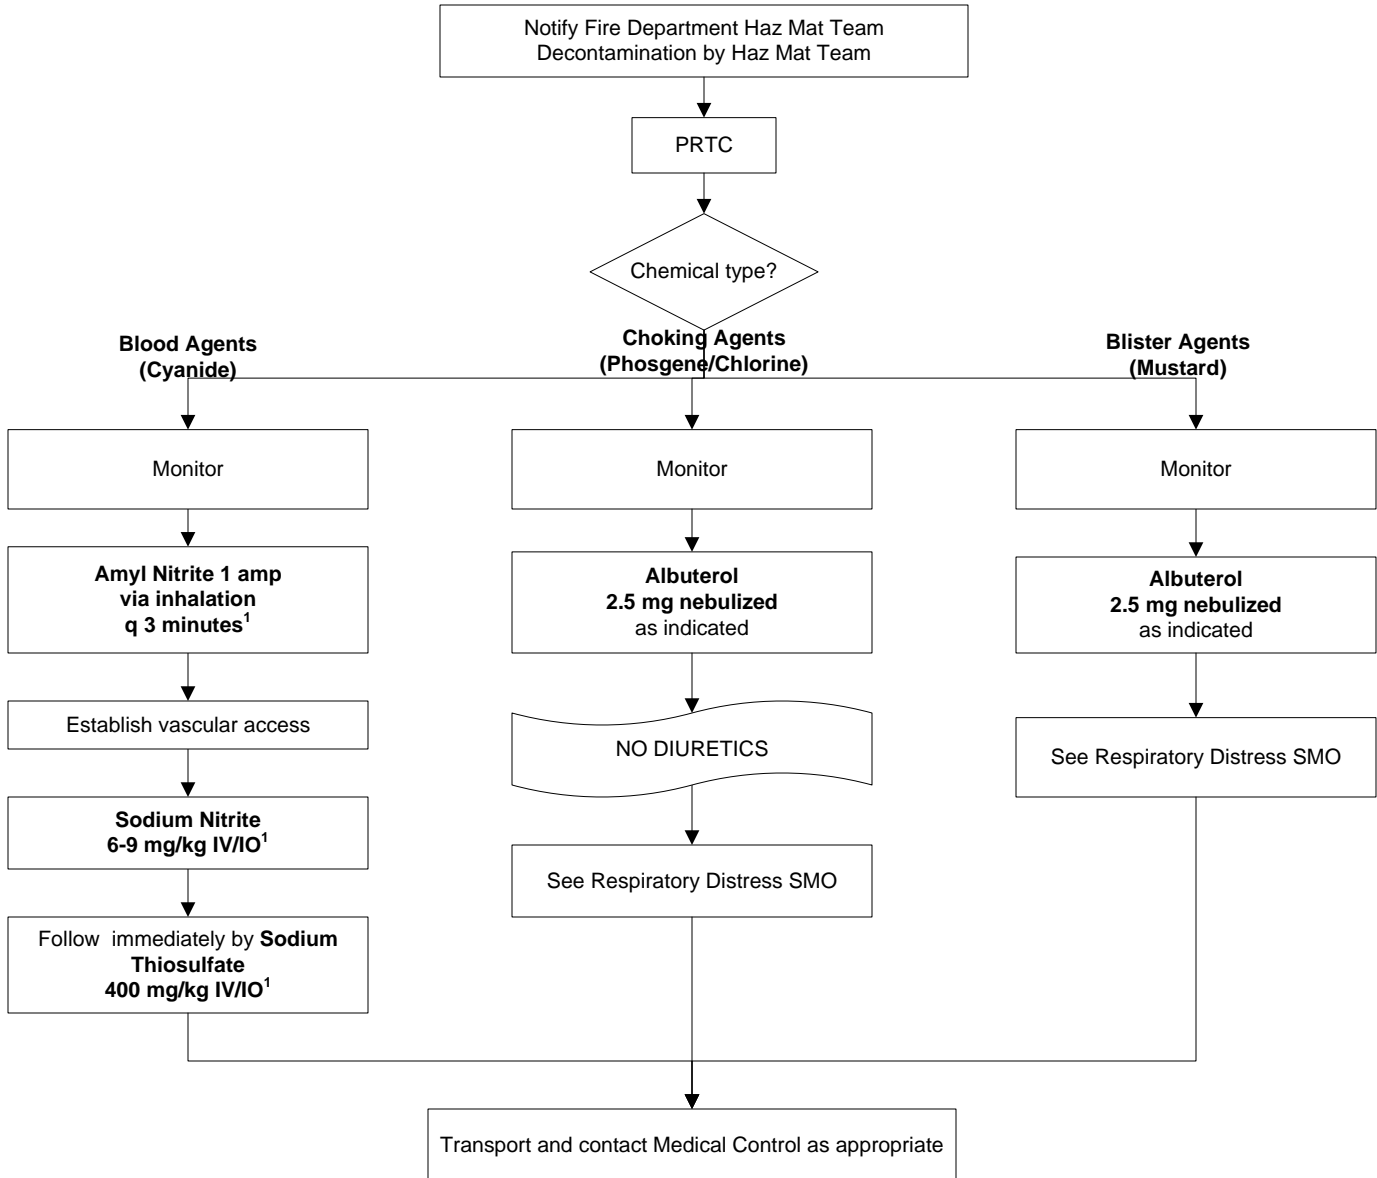 Notify Fire Department Haz Mat Team
Decontamination by Haz Mat Team
PRTC
Chemical type?
Blood Agents
(Cyanide)
Choking Agents
(Phosgene/Chlorine)
Blister Agents
(Mustard)
Monitor
Amyl Nitrite 1 amp
via inhalation
q 3 minutes¹
Establish vascular access
Sodium Nitrite
6-9 mg/kg IV/IO¹
Follow immediately by Sodium
Thiosulfate
400 mg/kg IV/IO¹
Monitor
Albuterol
2.5 mg nebulized
as indicated
NO DIURETICS
See Respiratory Distress SMO
Monitor
Albuterol
2.5 mg nebulized
as indicated
See Respiratory Distress SMO
Transport and contact Medical Control as appropriate